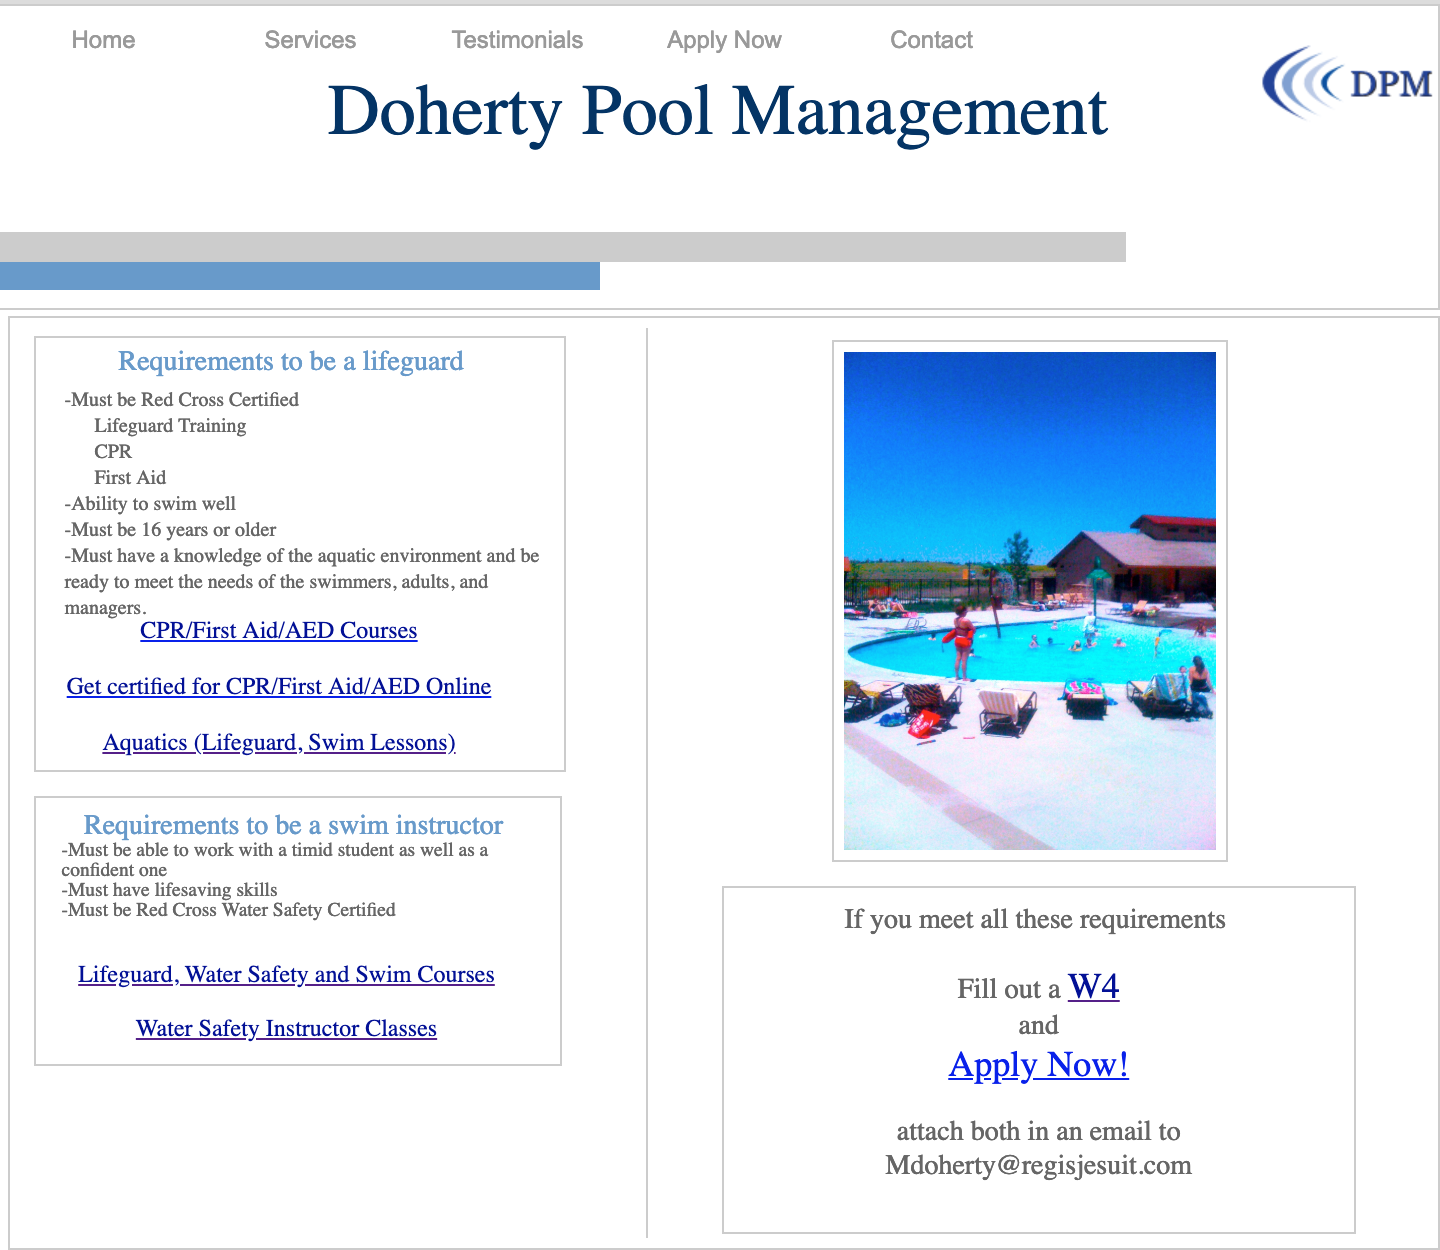 Home Services Testimonials Apply Now Contact
DPM
Doherty Pool Management
Requirements to be a lifeguard
-Must be Red Cross Certified
Lifeguard Training
CPR
First Aid
-Ability to swim well
-Must be 16 years or older
-Must have a knowledge of the aquatic environment and be
ready to meet the needs of the swimmers, adults, and
managers.
CPR/First Aid/AED Courses
Get certified for CPR/First Aid/AED Online
Aquatics (Lifeguard, Swim Lessons)
Requirements to be a swim instructor
-Must be able to work with a timid student as well as a
confident one
-Must have lifesaving skills
-Must be Red Cross Water Safety Certified
Lifeguard, Water Safety and Swim Courses
Water Safety Instructor Classes
If you meet all these requirements
Fill out a W4
and
Apply Now!
attach both in an email to
Mdoherty@regisjesuit.com